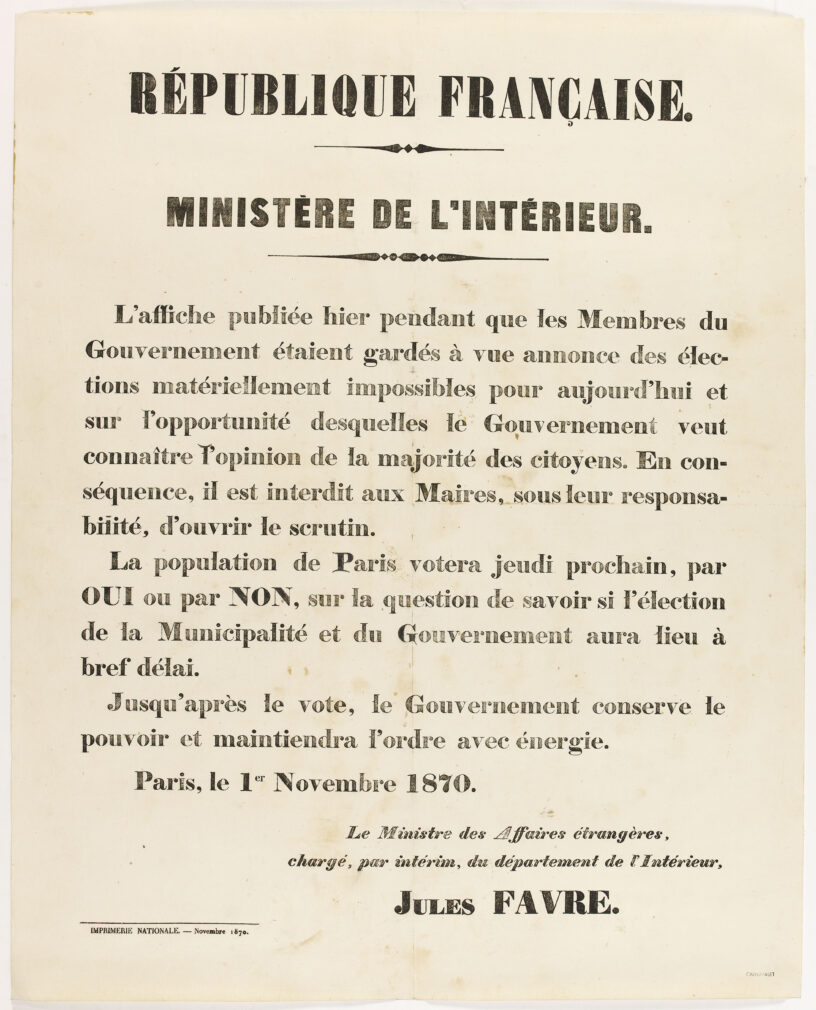 RÉPUBLIQUE FRANÇAISE.
MINISTÈRE DE L'INTÉRIEUR.
L'affiche publiée hier pendant que les Membres du
Gouvernement étaient gardés à vue annonce des élec-
tions matériellement impossibles pour aujourd'hui et
sur l'opportunité desquelles le Gouvernement veut
connaître l'opinion de la majorité des citoyens. En con-
séquence, il est interdit aux Maires, sous leur responsa-
bilité, d'ouvrir le scrutin.
La population de Paris votera jeudi prochain, par
OUI ou par NON, sur la question de savoir si l'élection
de la Municipalité et du Gouvernement aura lieu à
bref délai.
Jusqu'après le vote, le Gouvernement conserve le
pouvoir et maintiendra l'ordre avec énergie.
Paris, le 1er Novembre 1870.
Le Ministre des Affaires étrangères,
chargé, par intérim, du département de l'Intérieur,
JULES FAVRE.
IMPRIMERIE NATIONALE. — Novembre 1870.